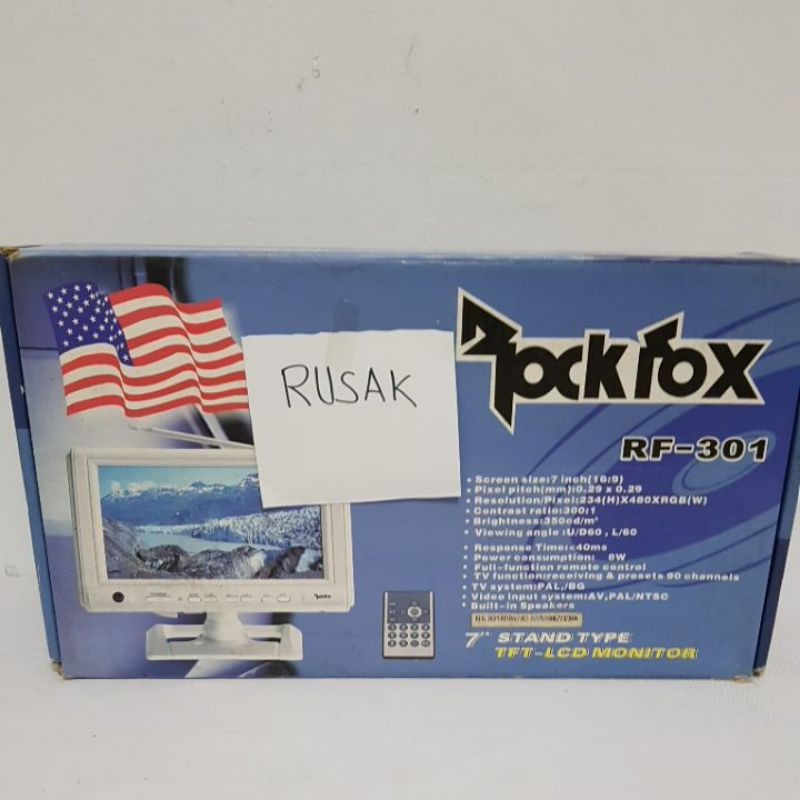 RUSAK
Rockfox
RF-301
• Screen size:7 inch(16:9)
• Pixel pitch(mm):0.29 x 0.29
• Resolution/Pixel:234(H)X480XRGB(W)
• Contrast ratio:300:1
• Brightness:350cd/m²
• Viewing angle :U/D60 , L/60
• Response Time:<40ms
• Power consumption: 8W
• Full-function remote control
• TV function:receiving & presets 90 channels
• TV system:PAL,/BG
• Video Input system:AV,PAL/NTSC
• Built-in Speakers
7" STAND TYPE
TFT-LCD MONITOR